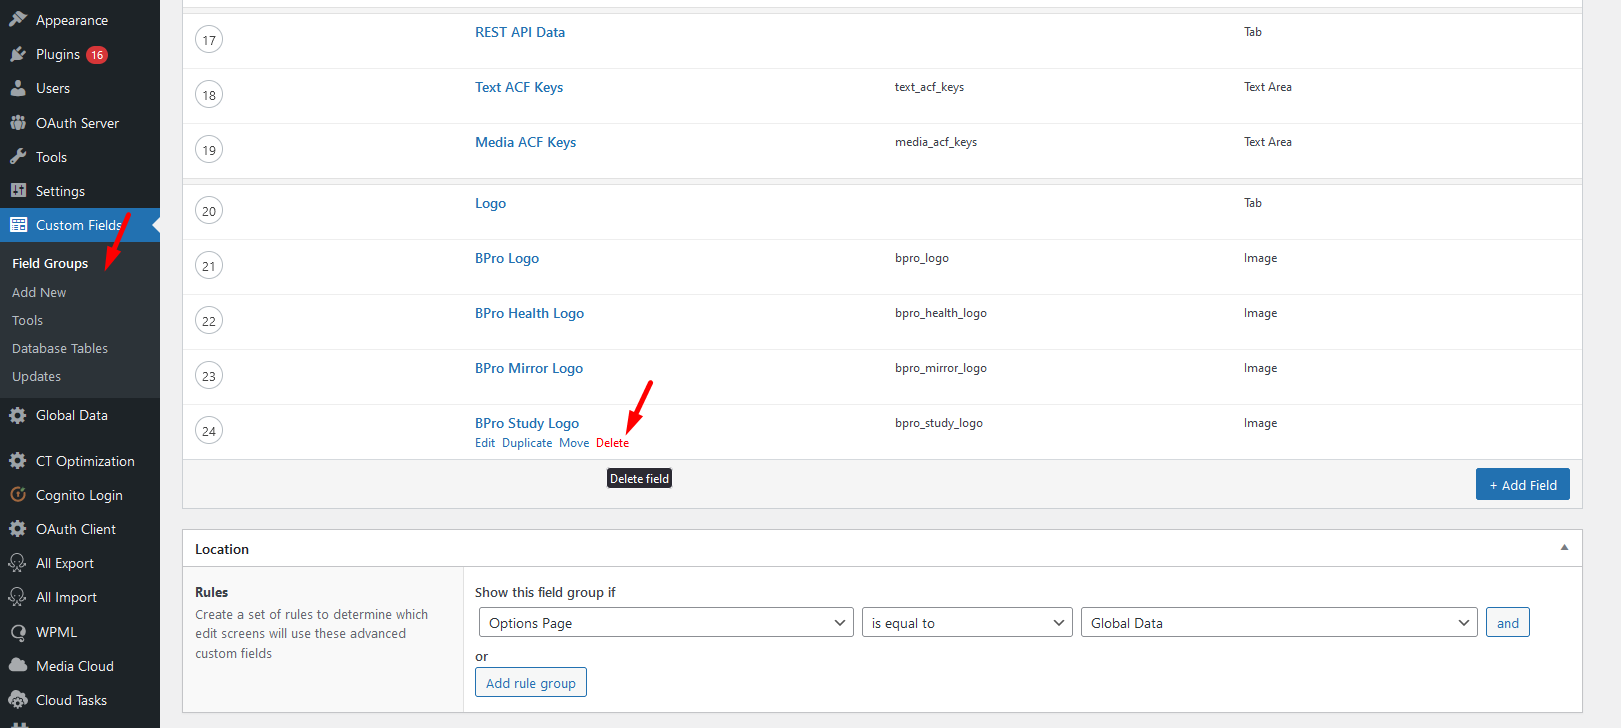 Appearance
Plugins 16
Users
OAuth Server
Tools
Settings
Custom Fields
Field Groups
Add New
Tools
Database Tables
Updates
Global Data
CT Optimization
Cognito Login
OAuth Client
All Export
All Import
WPML
Media Cloud
Cloud Tasks
17 REST API Data Tab
18 Text ACF Keys text_acf_keys Text Area
19 Media ACF Keys media_acf_keys Text Area
20 Logo Tab
21 BPro Logo bpro_logo Image
22 BPro Health Logo bpro_health_logo Image
23 BPro Mirror Logo bpro_mirror_logo Image
24 BPro Study Logo bpro_study_logo Image
Edit Duplicate Move Delete
Delete field
+ Add Field
Location
Rules
Create a set of rules to determine which
edit screens will use these advanced
custom fields
Show this field group if
Options Page is equal to Global Data and
or
Add rule group